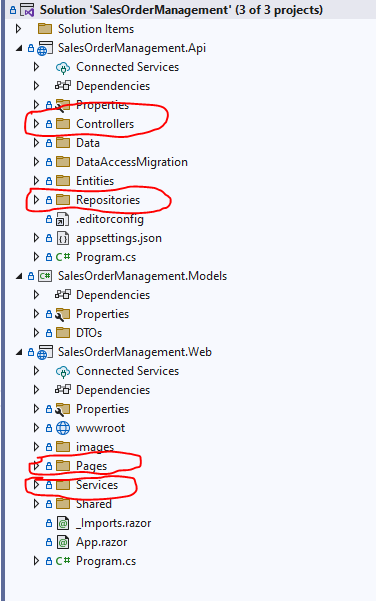 Solution 'SalesOrderManagement' (3 of 3 projects)
Solution Items
SalesOrderManagement.Api
Connected Services
Dependencies
Properties
Controllers
Data
DataAccessMigration
Entities
Repositories
.editorconfig
appsettings.json
C# Program.cs
C# SalesOrderManagement.Models
Dependencies
Properties
DTOs
SalesOrderManagement.Web
Connected Services
Dependencies
Properties
wwwroot
images
Pages
Services
Shared
_Imports.razor
App.razor
C# Program.cs